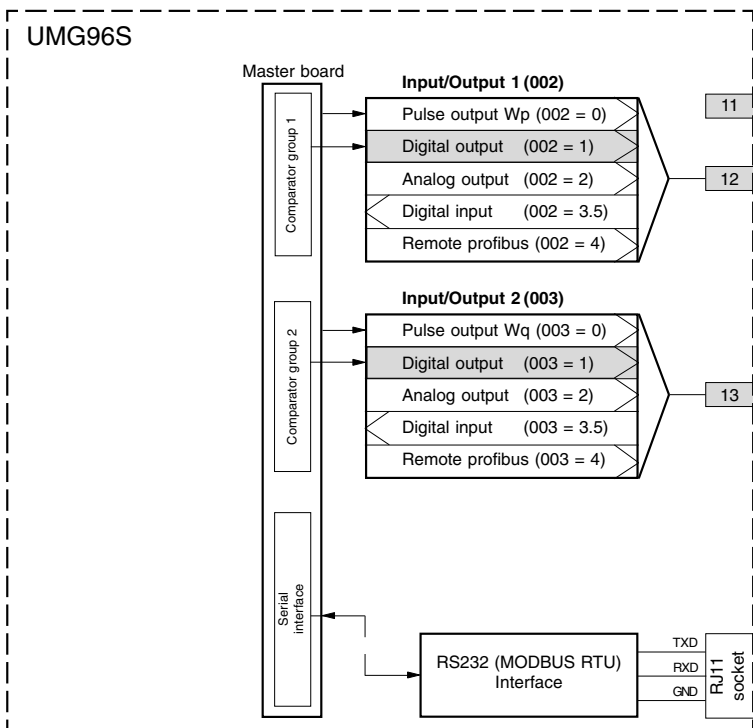 UMG96S
Master board
Comparator group 1
Input/Output 1 (002)
Pulse output Wp (002 = 0)
Digital output (002 = 1)
Analog output (002 = 2)
Digital input (002 = 3.5)
Remote profibus (002 = 4)
11
12
Comparator group 2
Input/Output 2 (003)
Pulse output Wq (003 = 0)
Digital output (003 = 1)
Analog output (003 = 2)
Digital input (003 = 3.5)
Remote profibus (003 = 4)
13
Serial
interface
RS232 (MODBUS RTU)
Interface
TXD
RXD
GND
RJ11
socket